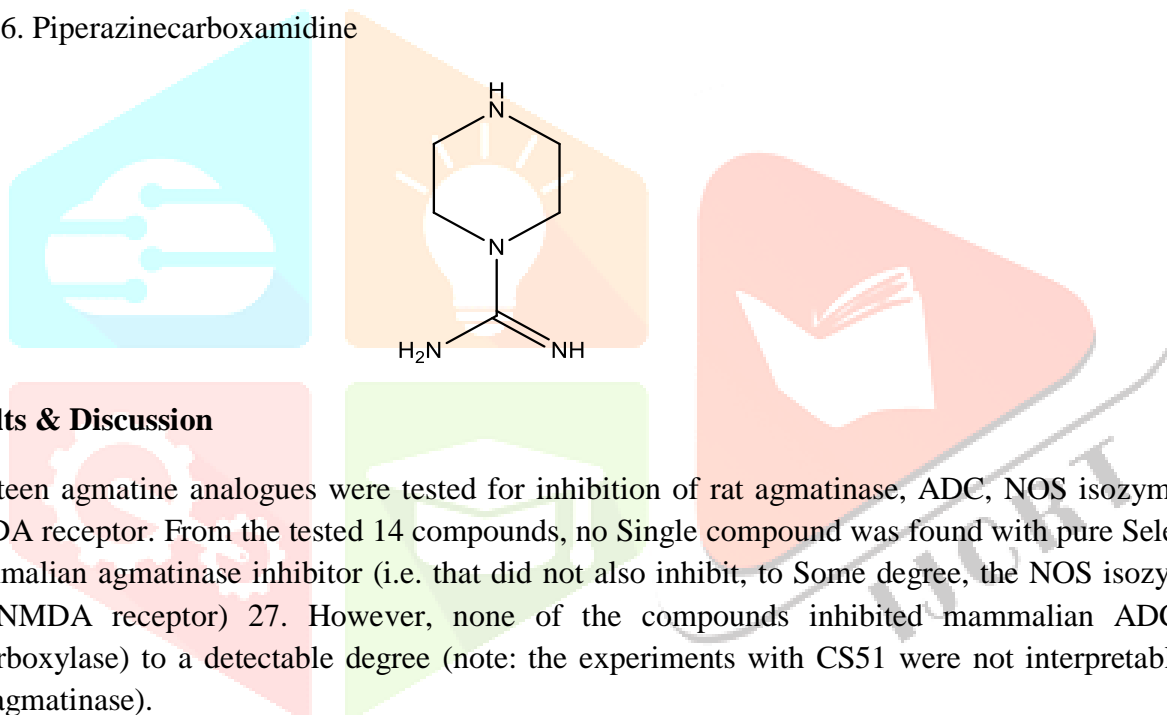 6. Piperazinecarboxamidine
H
N
N
H₂N NH
lts & Discussion
teen agmatine analogues were tested for inhibition of rat agmatinase, ADC, NOS isozym
DA receptor. From the tested 14 compounds, no Single compound was found with pure Sele
malian agmatinase inhibitor (i.e. that did not also inhibit, to Some degree, the NOS isozy
NMDA receptor) 27. However, none of the compounds inhibited mammalian ADC
rboxylase) to a detectable degree (note: the experiments with CS51 were not interpretabl
agmatinase).
IJCRT